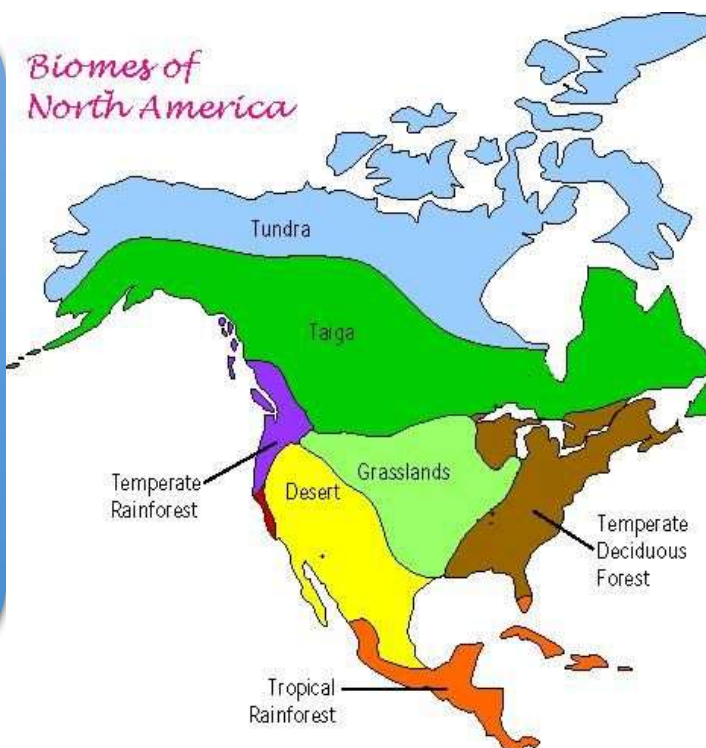 Biomes of
North America
Tundra
Taiga
Grasslands
Desert
Temperate
Rainforest
Temperate
Deciduous
Forest
Tropical
Rainforest